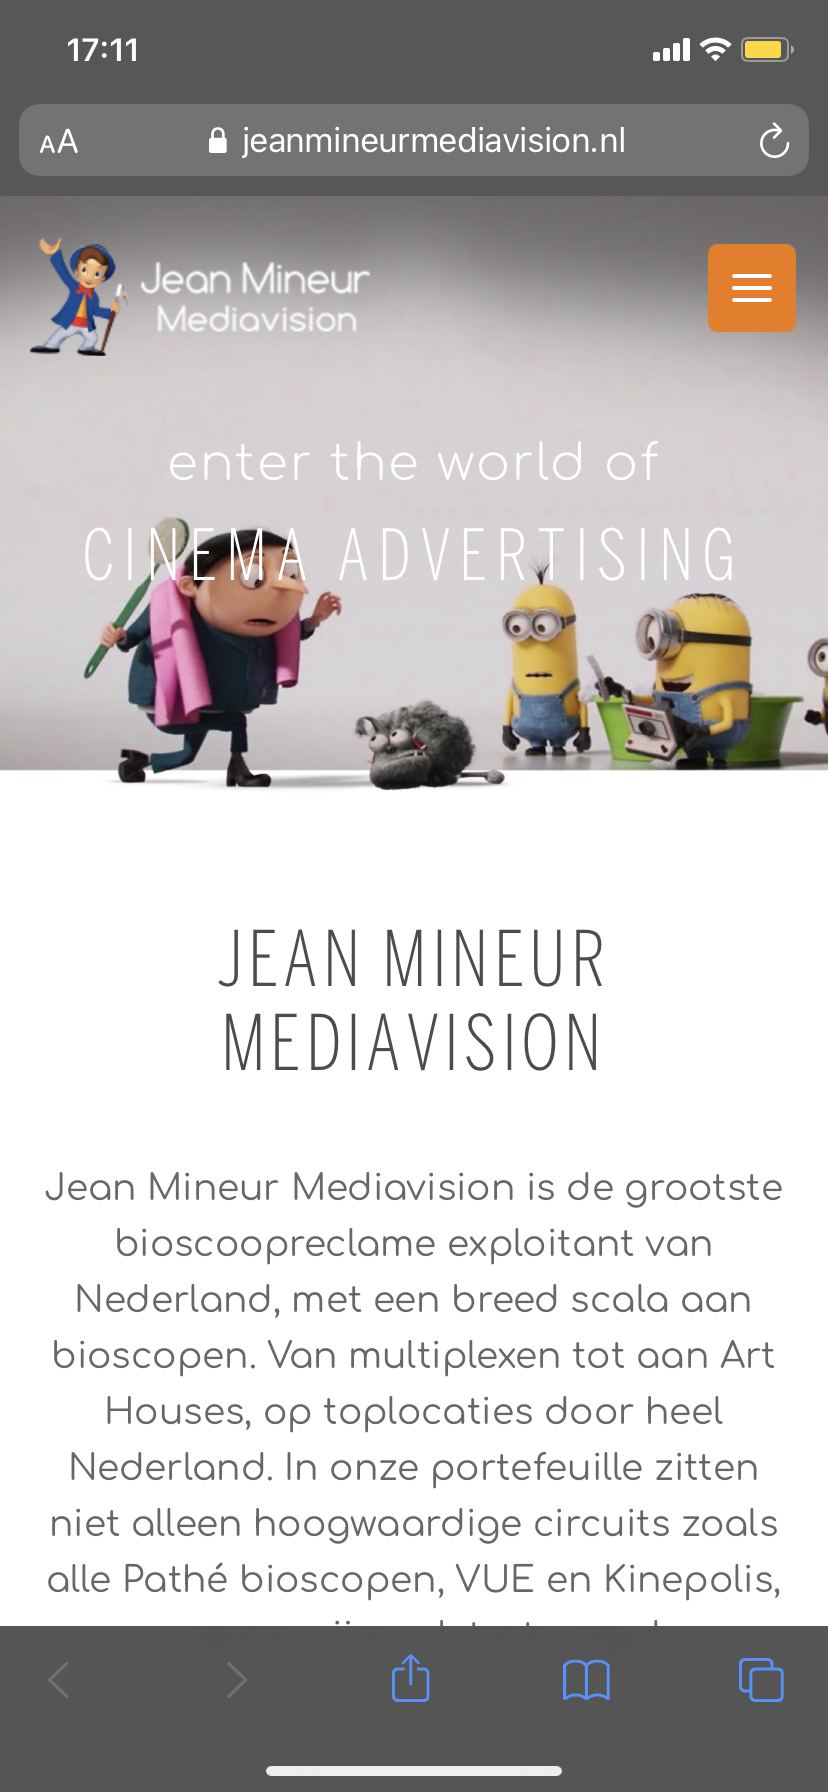 17:11
AA jeanmineurmediavision.nl
Jean Mineur
Mediavision
enter the world of
CINEMA ADVERTISING
JEAN MINEUR
MEDIAVISION
Jean Mineur Mediavision is de grootste
bioscoopreclame exploitant van
Nederland, met een breed scala aan
bioscopen. Van multiplexen tot aan Art
Houses, op toplocaties door heel
Nederland. In onze portefeuille zitten
niet alleen hoogwaardige circuits zoals
alle Pathé bioscopen, VUE en Kinepolis,